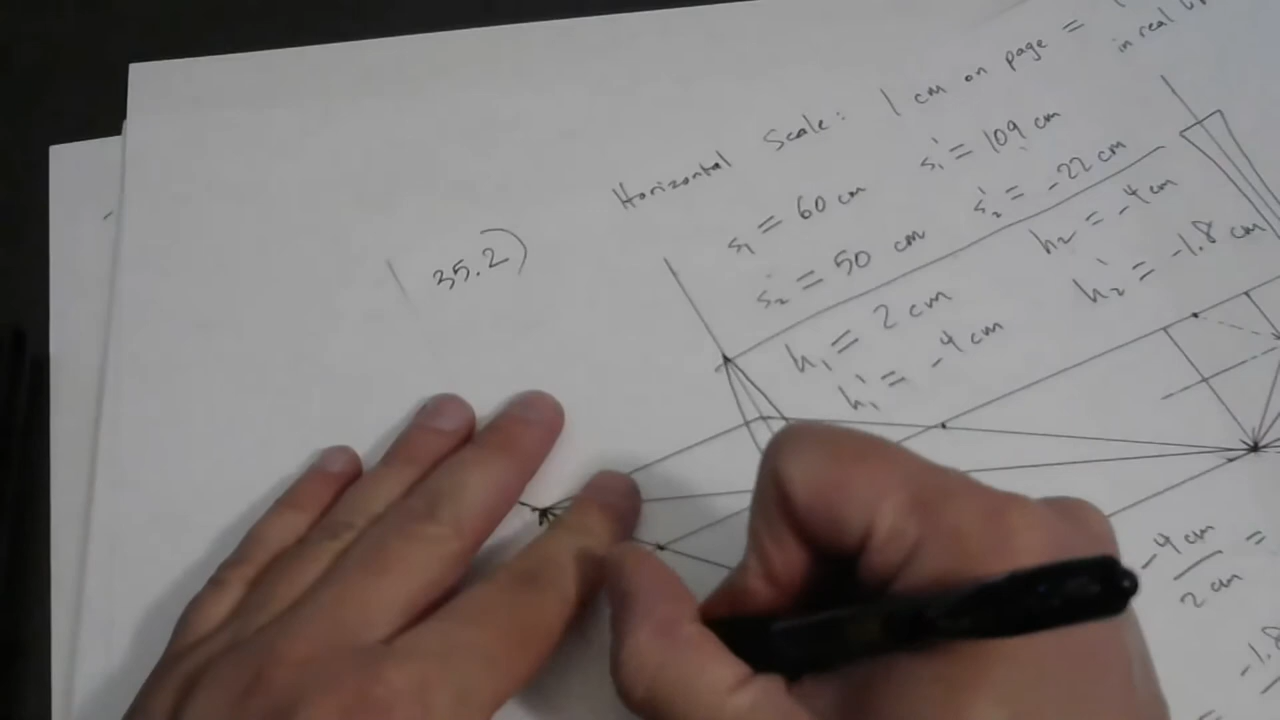 Horizontal Scale: 1 cm on page =
in real
35.2)
s₁ = 60 cm s₁' = 109 cm
s₂ = 50 cm s₂' = -22 cm
h₁ = 2 cm h₂ = -4 cm
h₁' = -4 cm h₂' = -1.8 cm
-4 cm
2 cm
=
-1.8
=